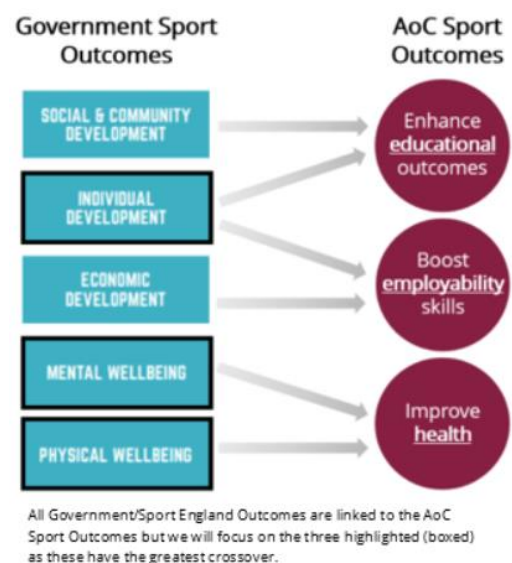 Government Sport
Outcomes
AoC Sport
Outcomes
SOCIAL & COMMUNITY
DEVELOPMENT
INDIVIDUAL
DEVELOPMENT
ECONOMIC
DEVELOPMENT
MENTAL WELLBEING
PHYSICAL WELLBEING
Enhance
educational
outcomes
Boost
employability
skills
Improve
health
All Government/Sport England Outcomes are linked to the AoC
Sport Outcomes but we will focus on the three highlighted (boxed)
as these have the greatest crossover.